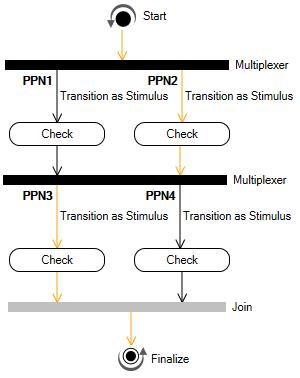 Start
Multiplexer
PPN1
PPN2
Transition as Stimulus
Transition as Stimulus
Check
Check
Multiplexer
PPN3
PPN4
Transition as Stimulus
Transition as Stimulus
Check
Check
Join
Finalize